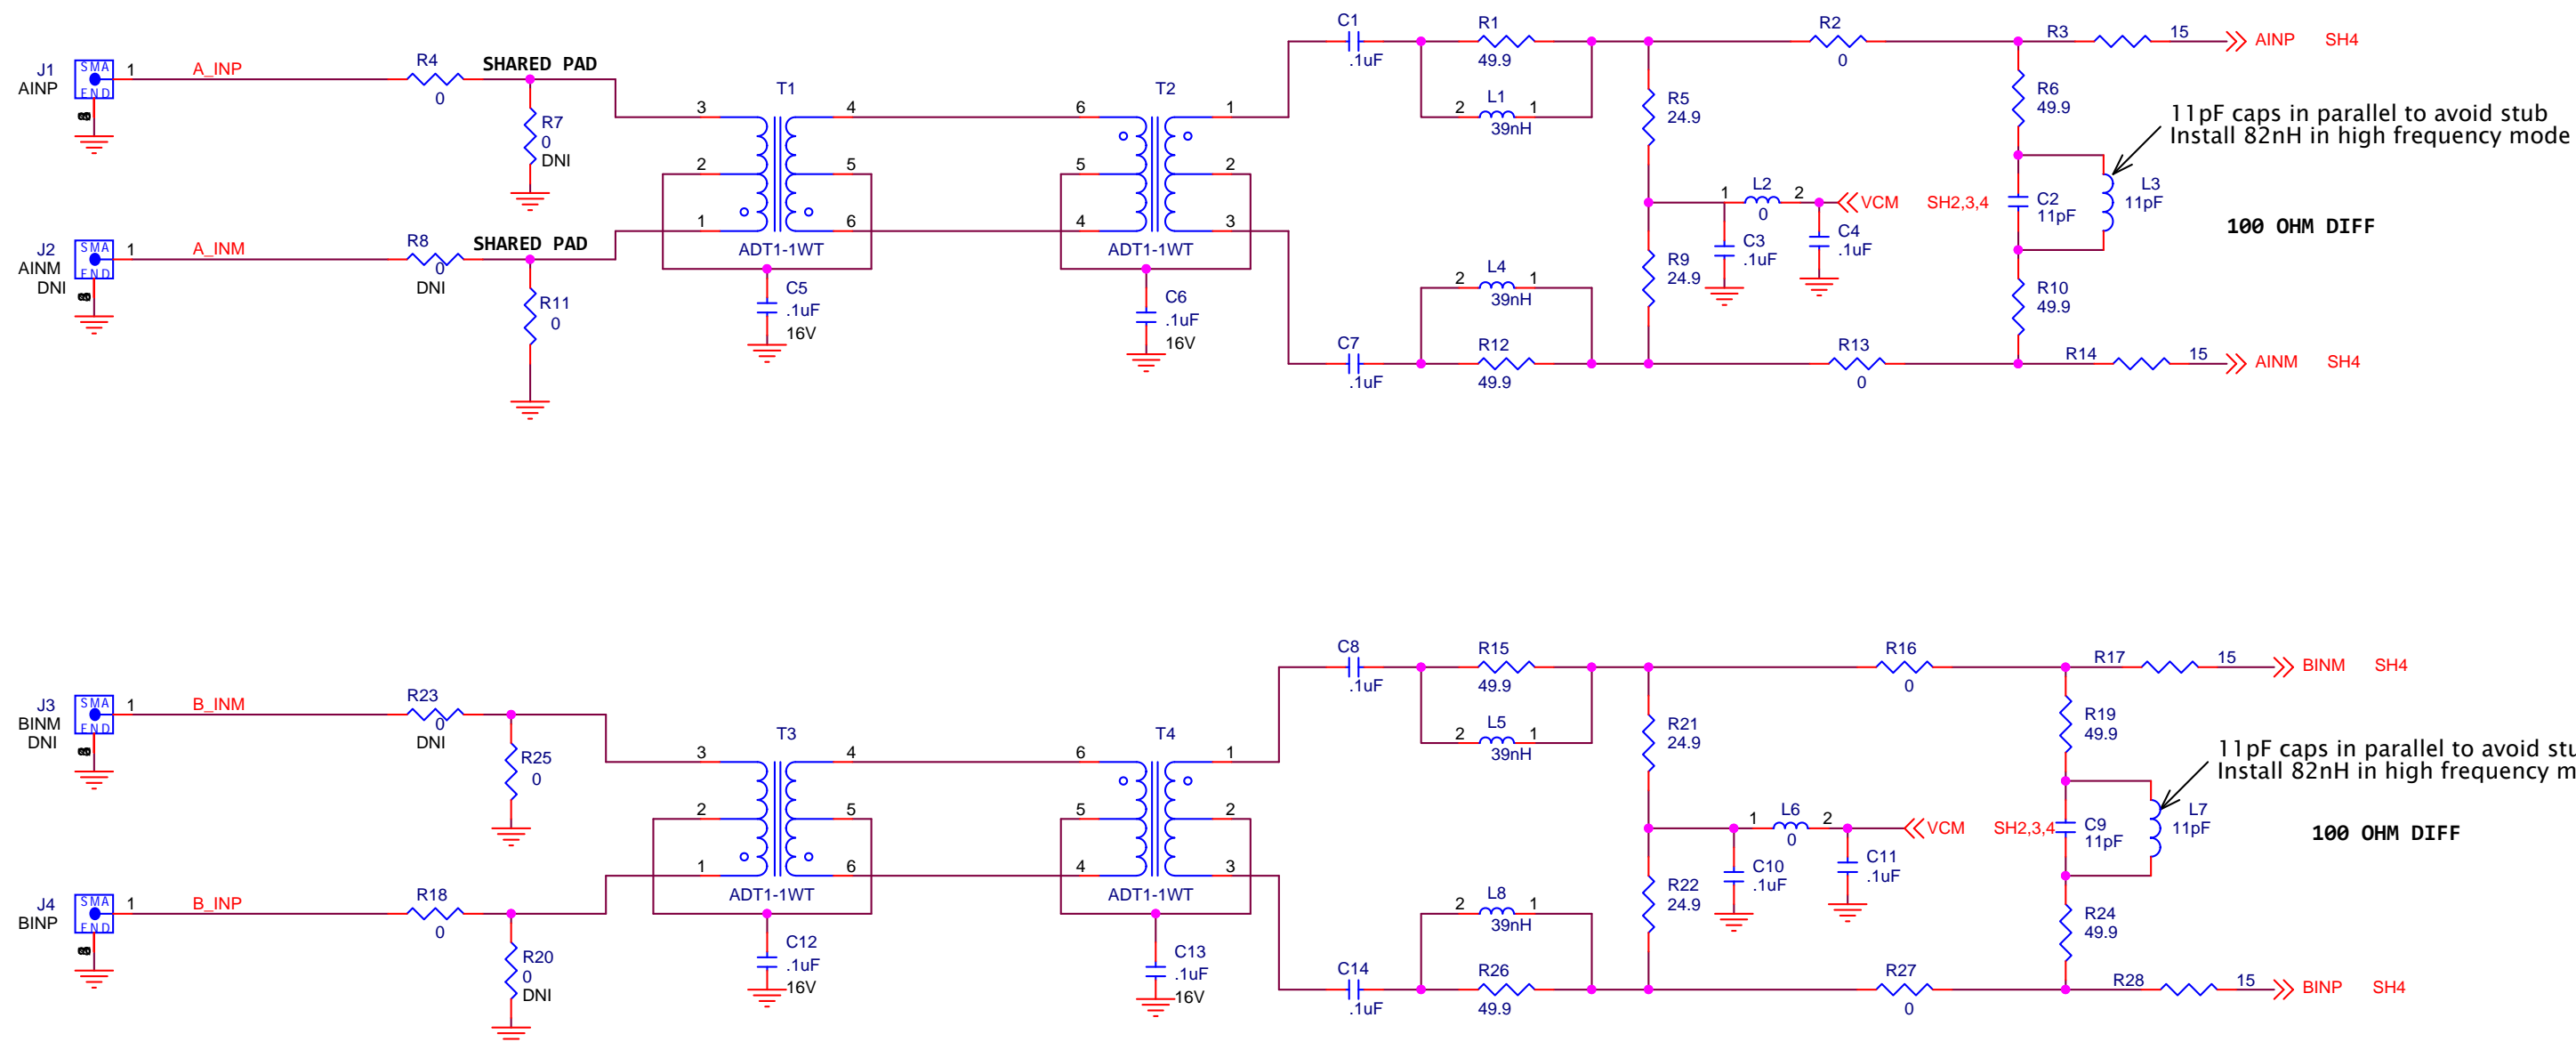 C1
.1uF
R1
49.9
R2
0
R3
15
AINP SH4
J1
AINP
SMA
END
1
A_INP
R4
0
SHARED PAD
R7
0
DNI
T1
3
2
1
4
5
6
ADT1-1WT
T2
6
5
4
1
2
3
ADT1-1WT
2
L1
1
39nH
R5
24.9
R6
49.9
11pF caps in parallel to avoid stub
Install 82nH in high frequency mode
1
L2
2
0
VCM SH2,3,4
C2
11pF
L3
11pF
100 OHM DIFF
J2
AINM
DNI
SMA
END
1
A_INM
R8
0
DNI
SHARED PAD
R11
0
C5
.1uF
16V
C6
.1uF
16V
C3
.1uF
C4
.1uF
R9
24.9
2
L4
1
39nH
R10
49.9
C7
.1uF
R12
49.9
R13
0
R14
15
AINM SH4
C8
.1uF
R15
49.9
R16
0
R17
15
BINM SH4
J3
BINM
DNI
SMA
END
1
B_INM
R23
0
DNI
R25
0
T3
3
2
1
4
5
6
ADT1-1WT
T4
6
5
4
1
2
3
ADT1-1WT
2
L5
1
39nH
R21
24.9
R19
49.9
11pF caps in parallel to avoid stu
Install 82nH in high frequency m
1
L6
2
0
VCM SH2,3,4
C9
11pF
L7
11pF
100 OHM DIFF
J4
BINP
SMA
END
1
B_INP
R18
0
R20
0
DNI
C12
.1uF
16V
C13
.1uF
16V
C10
.1uF
C11
.1uF
R22
24.9
2
L8
1
39nH
R24
49.9
C14
.1uF
R26
49.9
R27
0
R28
15
BINP SH4